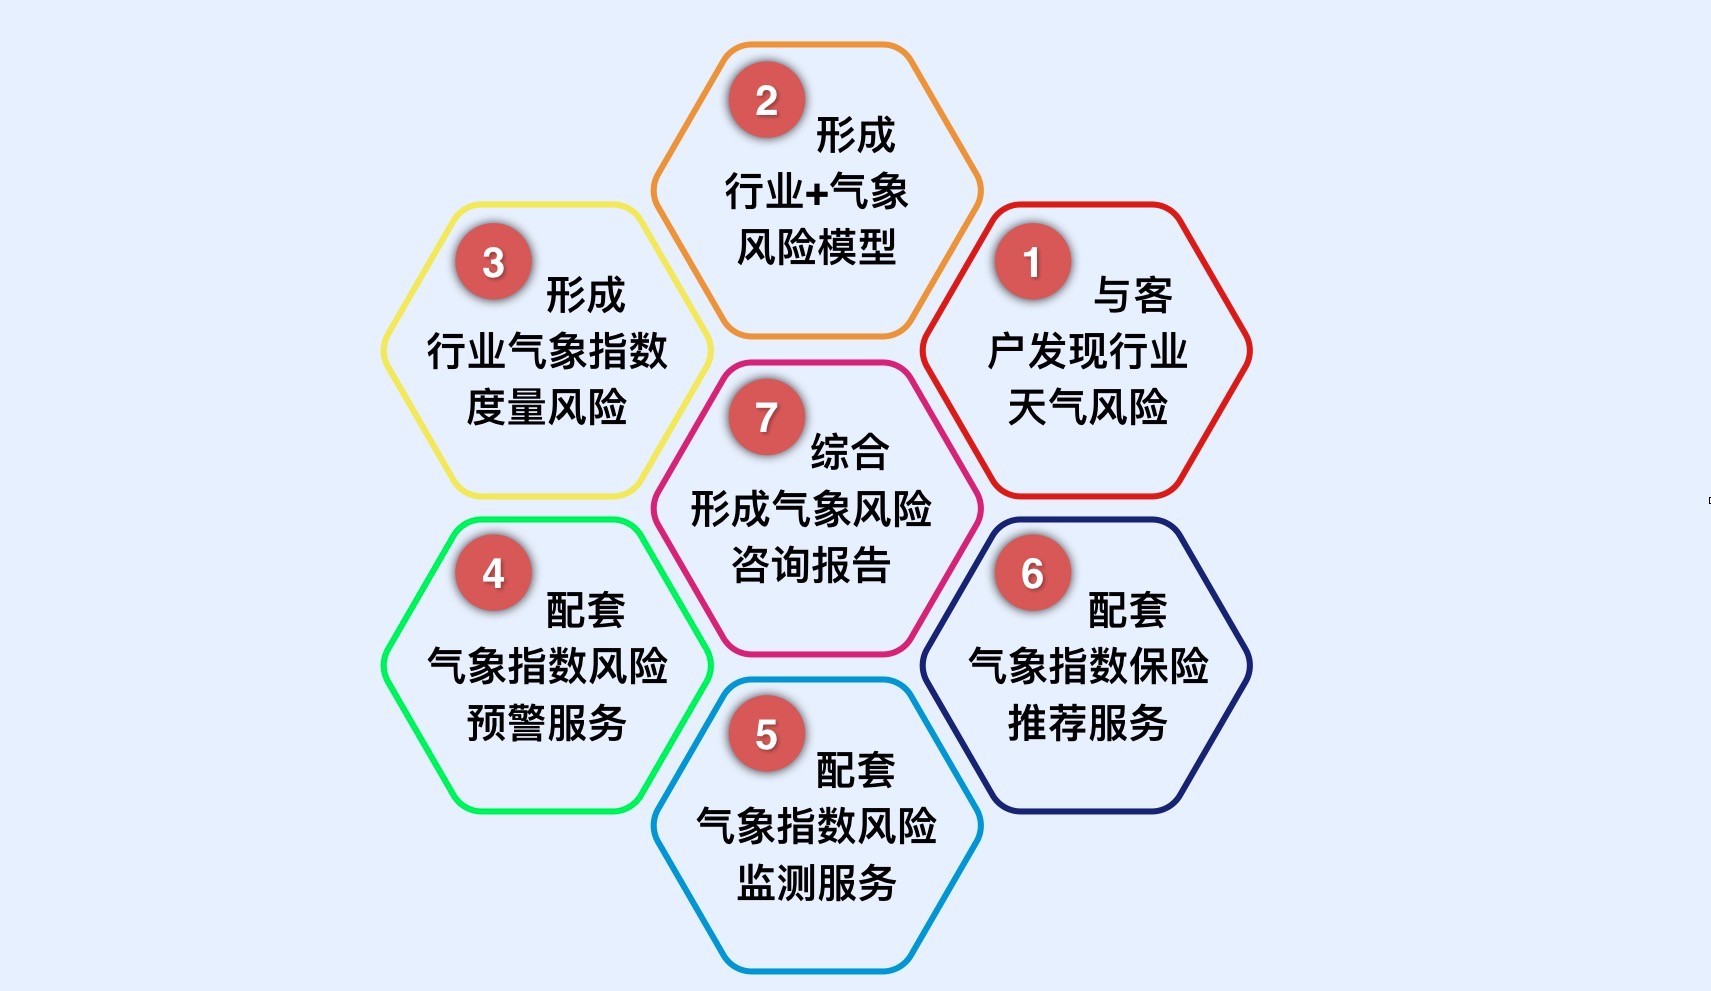 1
与客
户发现行业
天气风险
2
形成
行业+气象
风险模型
3
形成
行业气象指数
度量风险
4
配套
气象指数风险
预警服务
5
配套
气象指数风险
监测服务
6
配套
气象指数保险
推荐服务
7
综合
形成气象风险
咨询报告